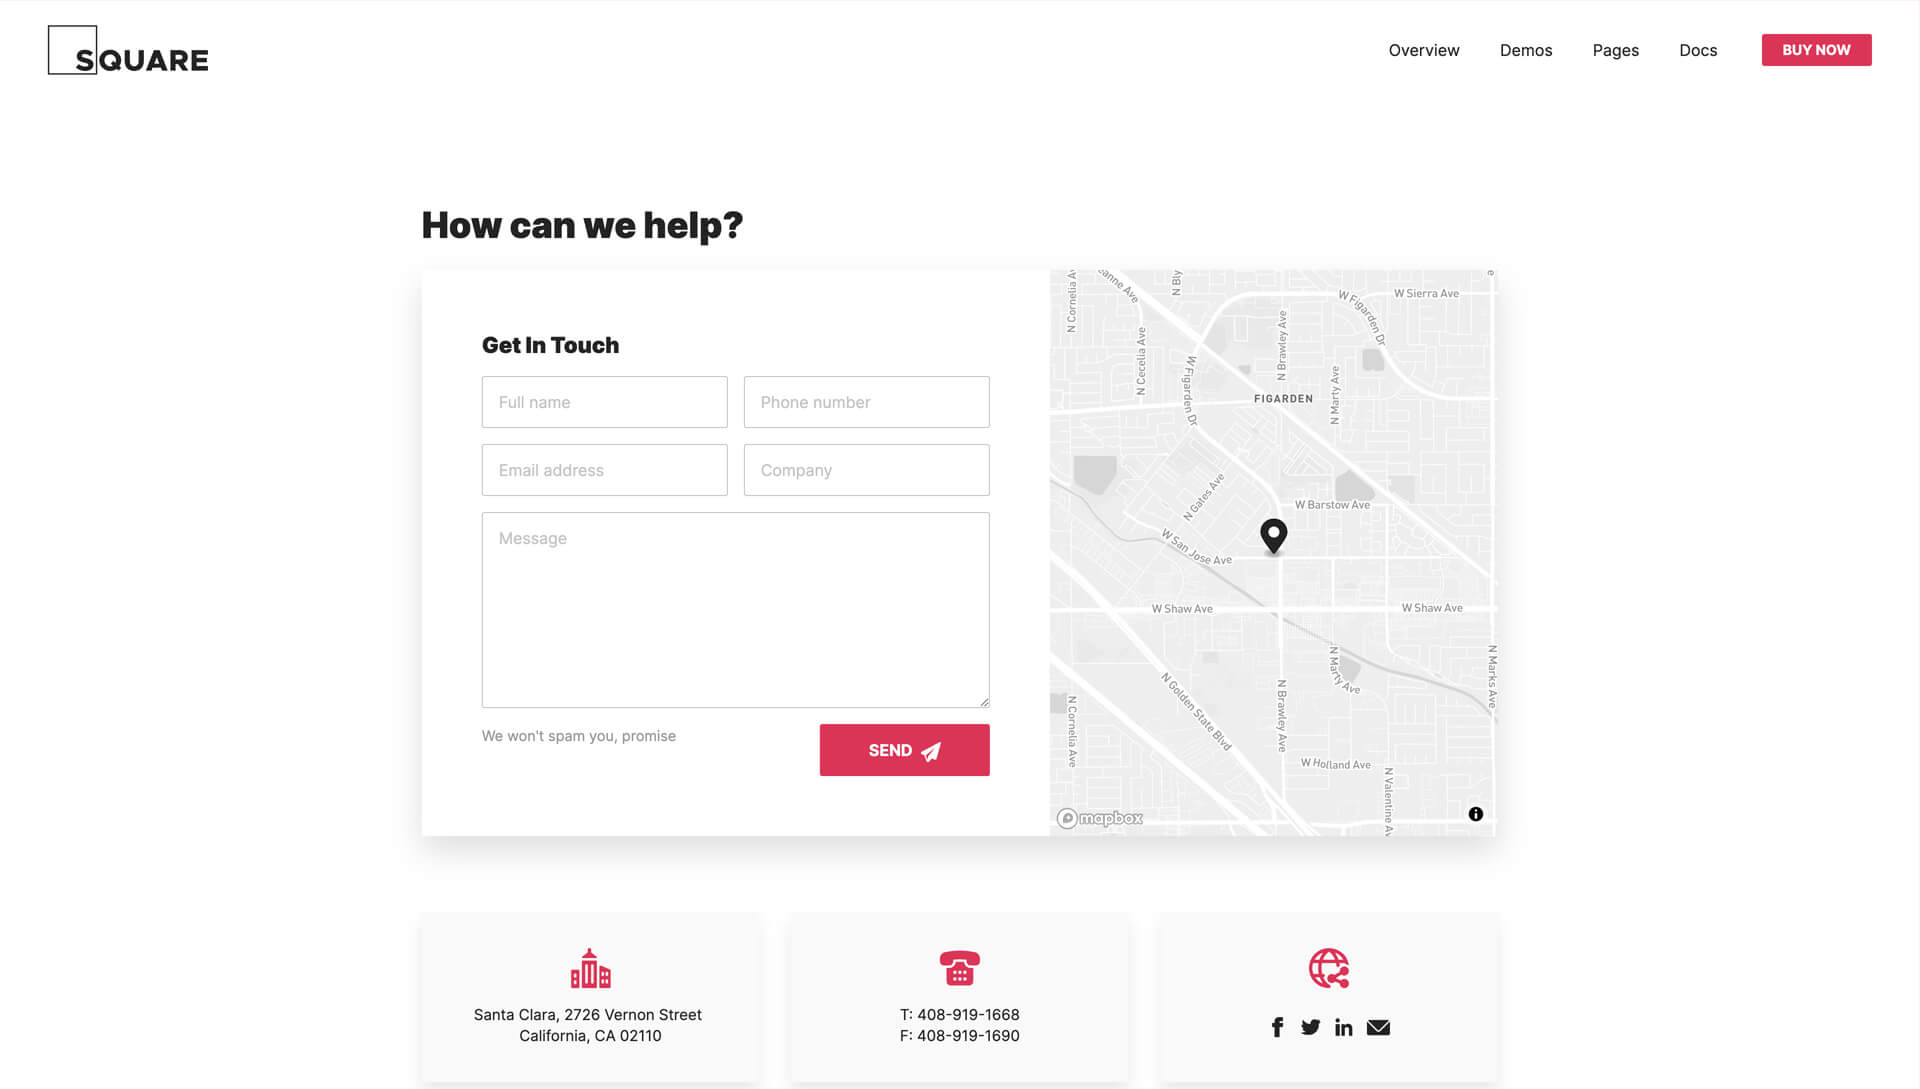 SQUARE
Overview
Demos
Pages
Docs
BUY NOW
How can we help?
Get in Touch
Full name
Phone number
Email address
Company
Message
We won't spam you, promise
SEND
N Cornelia Av
anne Ave
N Bly
W Figarden Dr
W Sierra Ave
N Cecelia Ave
N Brawley Ave
W Figarden Dr
N Marty Ave
FIGARDEN
N Gates Ave
W Barstow Ave
W San Jose Ave
W Shaw Ave
W Shaw Ave
N Marty Ave
N Marks Ave
N Golden State Blvd
N Brawley Ave
N Cornelia Ave
W Holland Ave
N Valentine Av
mapbox
Santa Clara, 2726 Vernon Street
California, CA 02110
T: 408-919-1668
F: 408-919-1690